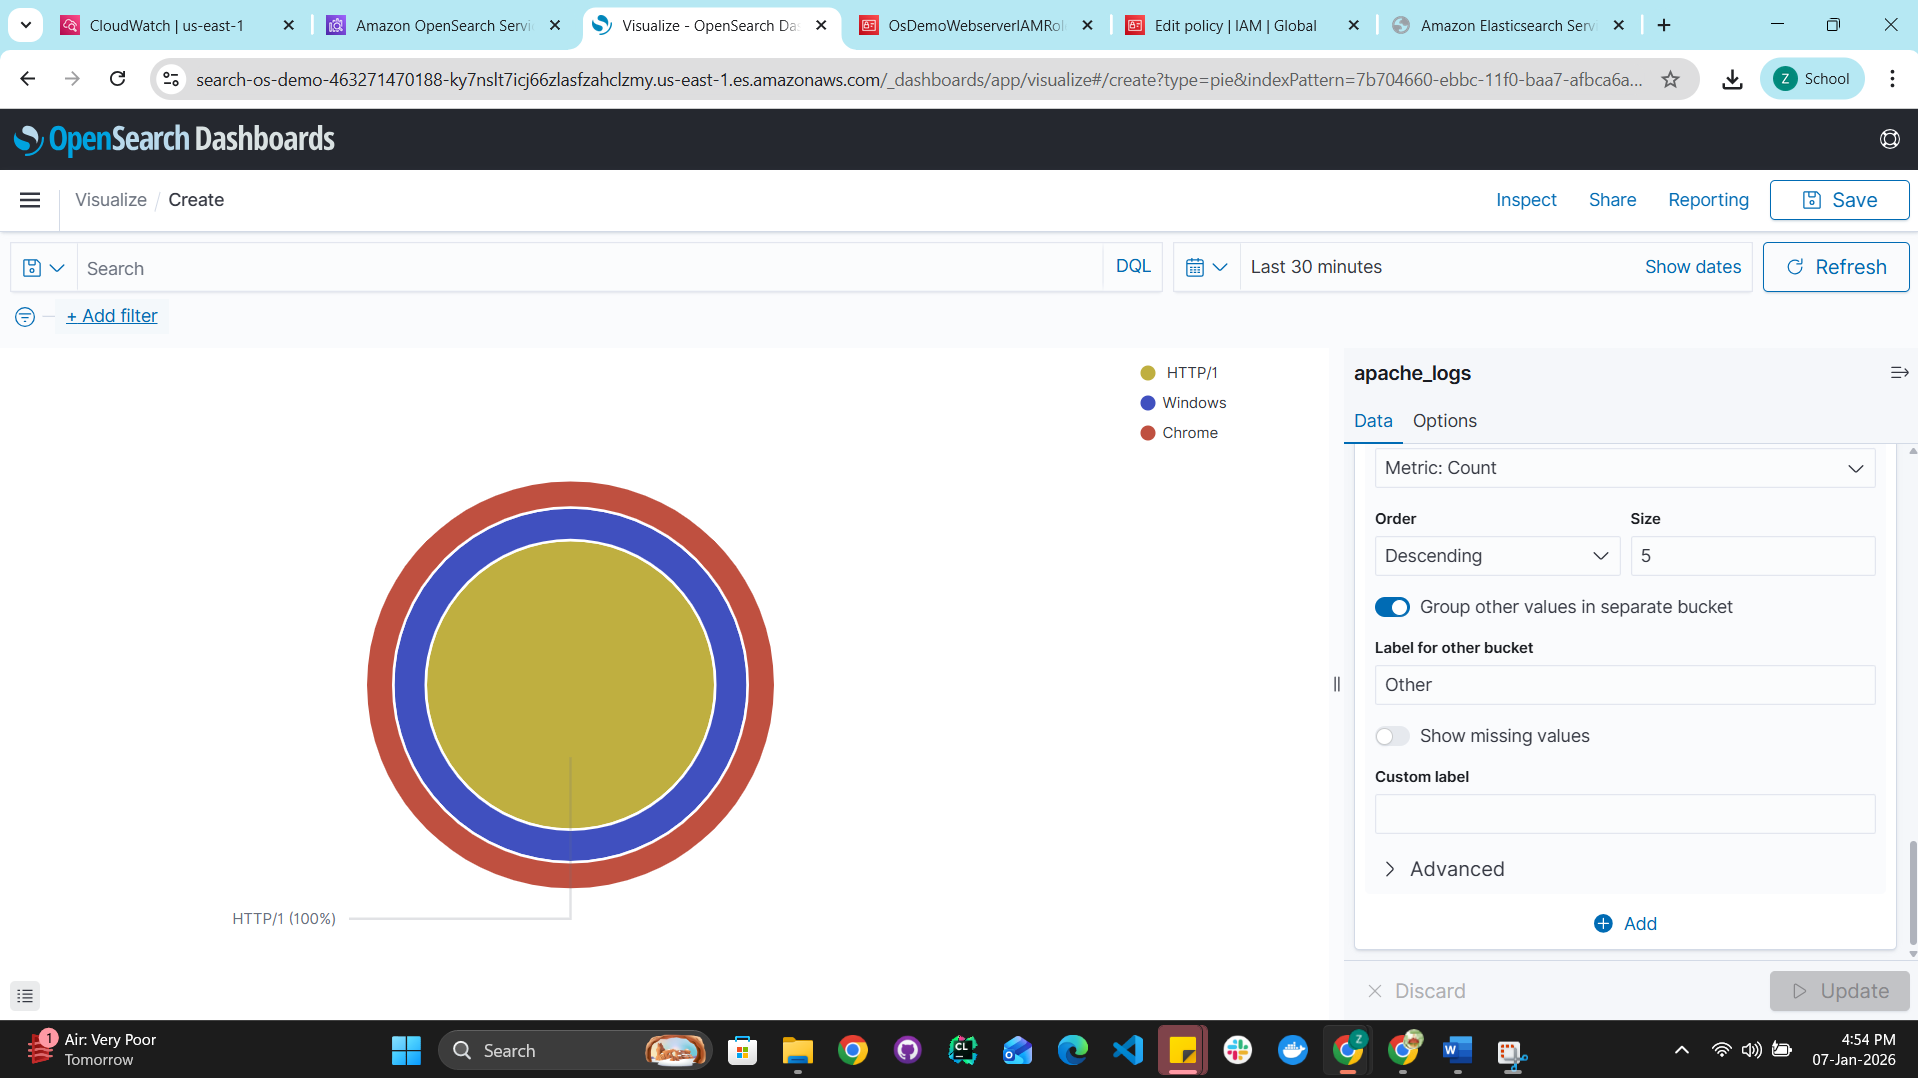 CloudWatch | us-east-1
Amazon OpenSearch Servi
Visualize - OpenSearch Da
OsDemoWebserverIAMRol
Edit policy | IAM | Global
Amazon Elasticsearch Serv
search-os-demo-463271470188-ky7nslt7icj66zlasfzahclzmy.us-east-1.es.amazonaws.com/_dashboards/app/visualize#/create?type=pie&indexPattern=7b704660-ebbc-11f0-baa7-afbca6a...
Z School
OpenSearch Dashboards
Visualize / Create
Inspect
Share
Reporting
Save
Search
DQL
Last 30 minutes
Show dates
Refresh
+ Add filter
HTTP/1
Windows
Chrome
HTTP/1 (100%)
apache_logs
Data
Options
Metric: Count
Order
Size
Descending
5
Group other values in separate bucket
Label for other bucket
Other
Show missing values
Custom label
Advanced
Add
Discard
Update
1
Air: Very Poor
Tomorrow
Search
CL
Z
4:54 PM
07-Jan-2026